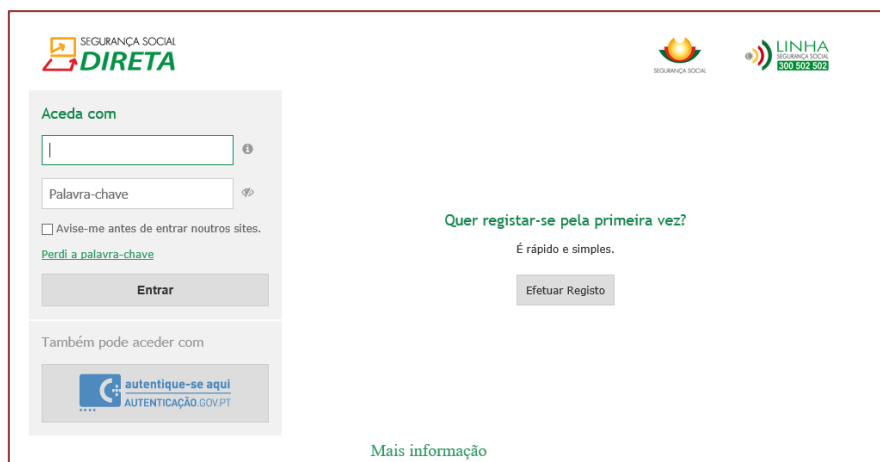 SEGURANÇA SOCIAL
DIRETA
SEGURANÇA SOCIAL
LINHA
SEGURANÇA SOCIAL
300 502 502
Aceda com
Palavra-chave
Avise-me antes de entrar noutros sites.
Perdi a palavra-chave
Entrar
Quer registar-se pela primeira vez?
É rápido e simples.
Efetuar Registo
Também pode aceder com
autentique-se aqui
AUTENTICAÇÃO.GOV.PT
Mais informação